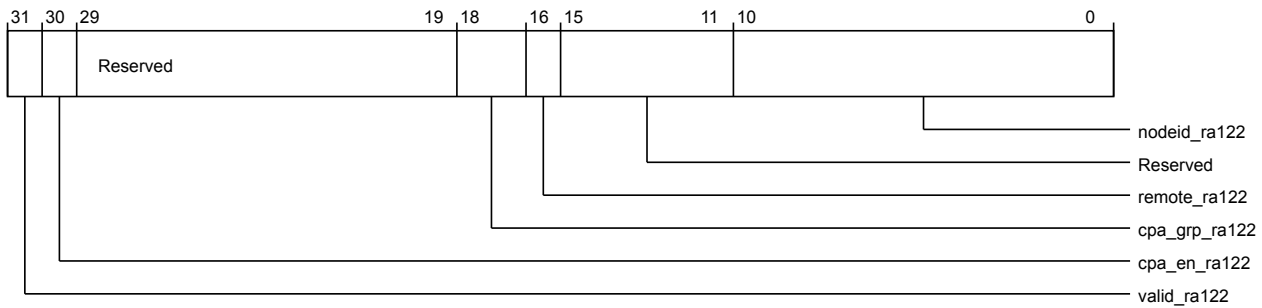 31 30 29 19 18 16 15 11 10 0
Reserved
nodeid_ra122
Reserved
remote_ra122
cpa_grp_ra122
cpa_en_ra122
valid_ra122